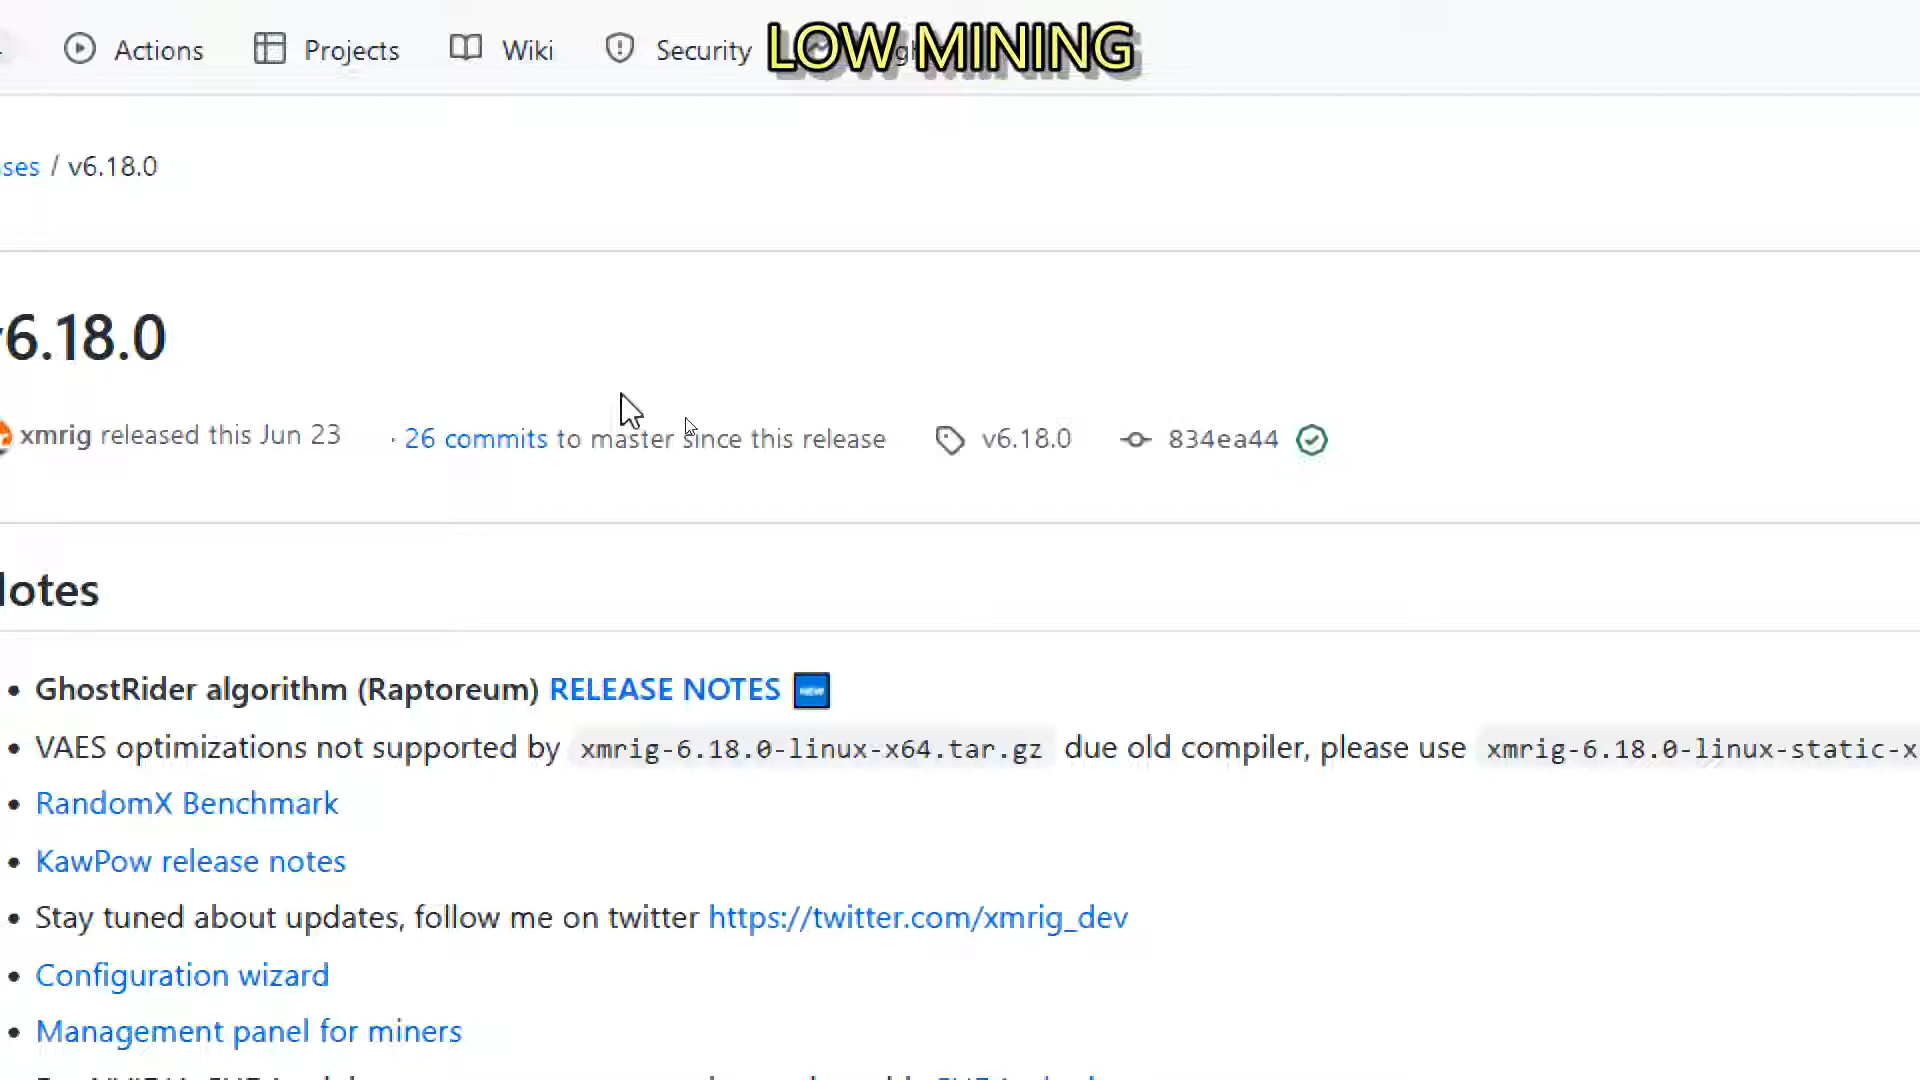 Actions Projects Wiki Security LOW MINING
ses / v6.18.0
6.18.0
xmrig released this Jun 23 · 26 commits to master since this release v6.18.0 834ea44
otes
• GhostRider algorithm (Raptoreum) RELEASE NOTES NEW
• VAES optimizations not supported by xmrig-6.18.0-linux-x64.tar.gz due old compiler, please use xmrig-6.18.0-linux-static-x
• RandomX Benchmark
• KawPow release notes
• Stay tuned about updates, follow me on twitter https://twitter.com/xmrig_dev
• Configuration wizard
• Management panel for miners